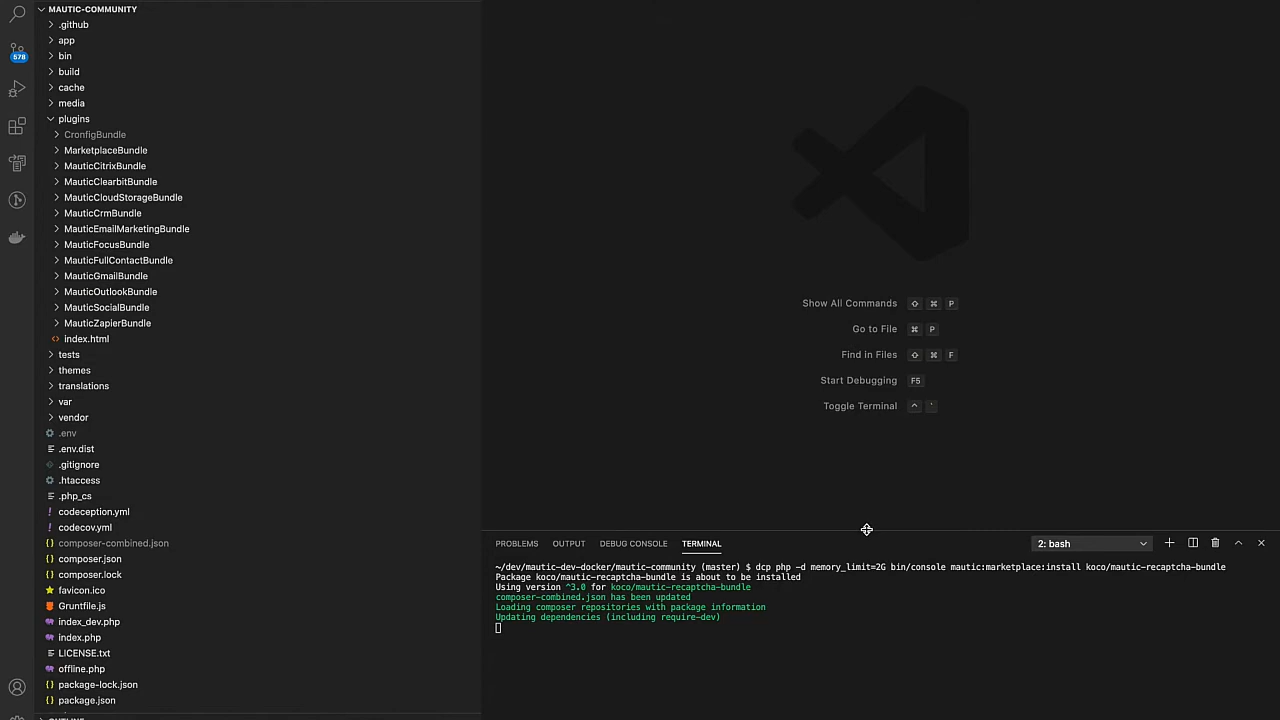 MAUTIC-COMMUNITY
.github
app
bin
build
cache
media
plugins
CronfigBundle
MarketplaceBundle
MauticCitrixBundle
MauticClearbitBundle
MauticCloudStorageBundle
MauticCrmBundle
MauticEmailMarketingBundle
MauticFocusBundle
MauticFullContactBundle
MauticGmailBundle
MauticOutlookBundle
MauticSocialBundle
MauticZapierBundle
index.html
tests
themes
translations
var
vendor
.env
.env.dist
.gitignore
.htaccess
.php_cs
codeception.yml
codecov.yml
composer-combined.json
composer.json
composer.lock
favicon.ico
Gruntfile.js
index_dev.php
index.php
LICENSE.txt
offline.php
package-lock.json
package.json
578
Show All Commands ⇧ ⌘ P
Go to File ⌘ P
Find in Files ⇧ ⌘ F
Start Debugging F5
Toggle Terminal ^ `
PROBLEMS OUTPUT DEBUG CONSOLE TERMINAL 2: bash
~/dev/mautic-dev-docker/mautic-community (master) $ dcp php -d memory_limit=2G bin/console mautic:marketplace:install koco/mautic-recaptcha-bundle
Package koco/mautic-recaptcha-bundle is about to be installed
Using version ^3.0 for koco/mautic-recaptcha-bundle
composer-combined.json has been updated
Loading composer repositories with package information
Updating dependencies (including require-dev)